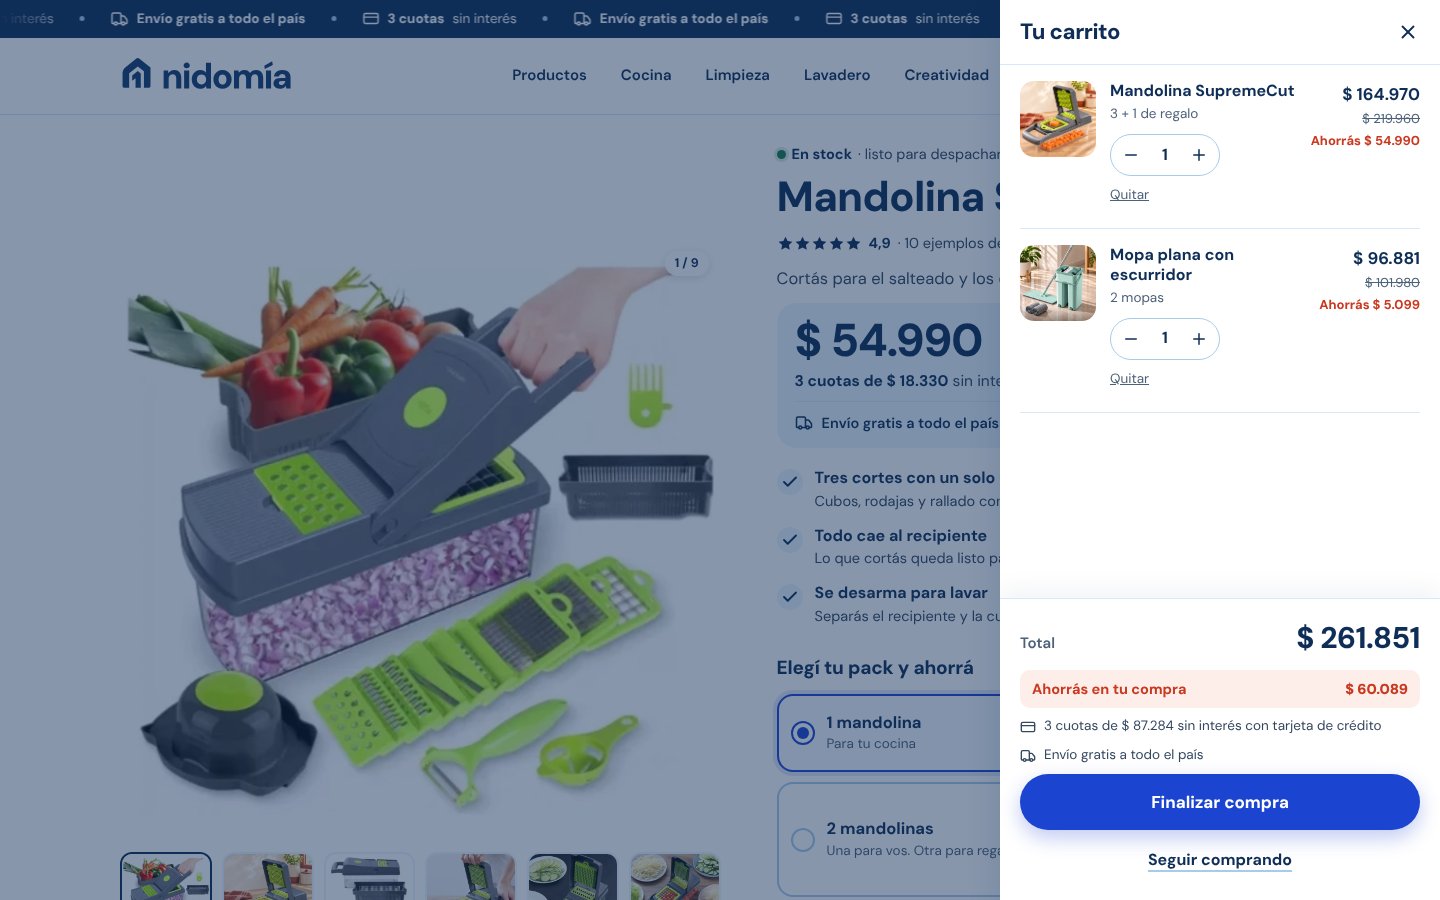 interés • Envío gratis a todo el país • 3 cuotas sin interés • Envío gratis a todo el país • 3 cuotas sin interés
nidomía
Productos Cocina Limpieza Lavadero Creatividad
En stock · listo para despachar
Mandolina S
4,9 · 10 ejemplos de
1 / 9
Cortás para el salteado y los
$ 54.990
3 cuotas de $ 18.330 sin inte
Envío gratis a todo el país
Tres cortes con un solo
Cubos, rodajas y rallado con
Todo cae al recipiente
Lo que cortás queda listo pa
Se desarma para lavar
Separás el recipiente y la cu
Elegí tu pack y ahorrá
1 mandolina
Para tu cocina
2 mandolinas
Una para vos. Otra para rega
Tu carrito
Mandolina SupremeCut
3 + 1 de regalo
$ 164.970
$ 219.960
Ahorrás $ 54.990
1
Quitar
Mopa plana con
escurridor
2 mopas
$ 96.881
$ 101.980
Ahorrás $ 5.099
1
Quitar
Total
$ 261.851
Ahorrás en tu compra
$ 60.089
3 cuotas de $ 87.284 sin interés con tarjeta de crédito
Envío gratis a todo el país
Finalizar compra
Seguir comprando